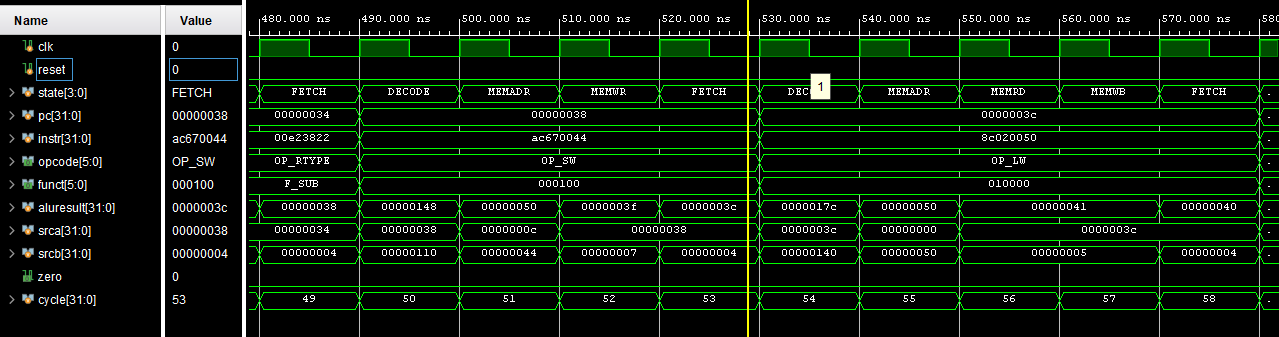 Name Value 480.000 ns 490.000 ns 500.000 ns 510.000 ns 520.000 ns 530.000 ns 540.000 ns 550.000 ns 560.000 ns 570.000 ns 580
clk 0
reset 0 1
state[3:0] FETCH FETCH DECODE MEMADR MEMWR FETCH DEC MEMADR MEMRD MEMWB FETCH .
pc[31:0] 00000038 00000034 00000038 0000003c .
instr[31:0] ac670044 00e23822 ac670044 8c020050 .
opcode[5:0] OP_SW OP_RTYPE OP_SW OP_LW
funct[5:0] 000100 F_SUB 000100 010000
aluresult[31:0] 0000003c 00000038 00000148 00000050 0000003f 0000003c 0000017c 00000050 00000041 00000040 .
srca[31:0] 00000038 00000034 00000038 0000000c 00000038 0000003c 00000000 0000003c .
srcb[31:0] 00000004 00000004 00000110 00000044 00000007 00000004 00000140 00000050 00000005 00000004 .
zero 0
cycle[31:0] 53 49 50 51 52 53 54 55 56 57 58 .